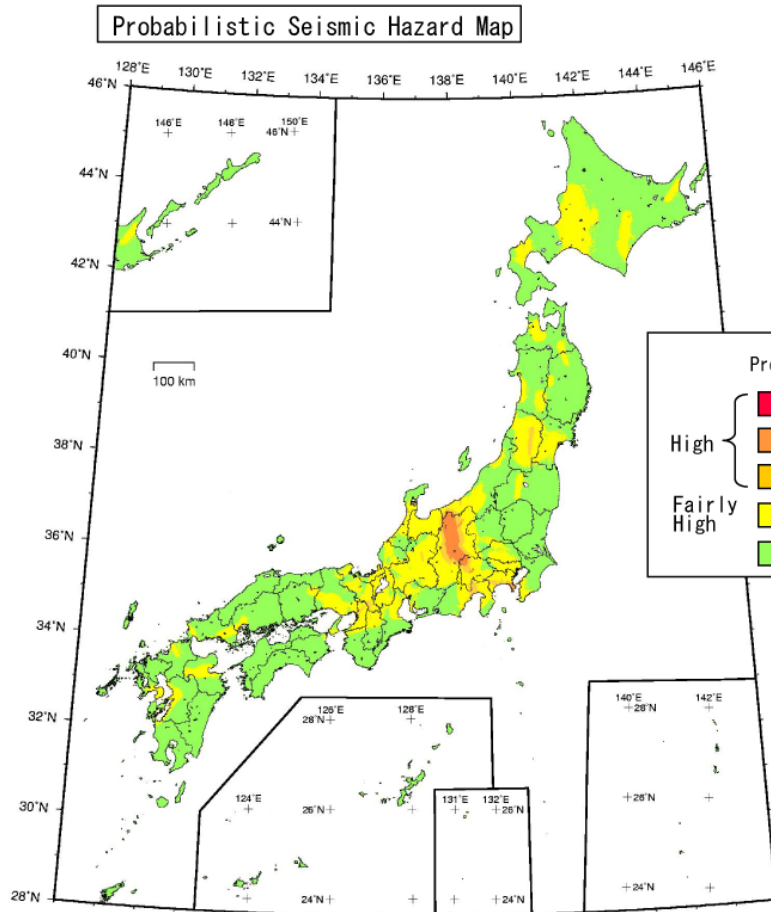 Probabilistic Seismic Hazard Map
128°E 130°E 132°E 134°E 136°E 138°E 140°E 142°E 144°E 146°E
46°N
146°E 146°E 150°E
46°N
44°N
44°N
42°N
40°N
100 km
Pro
High
38°N
Fairly
High
36°N
34°N
32°N
126°E 128°E
28°N
140°E 142°E
28°N
30°N
124°E
26°N
131°E 132°E
26°N
26°N
28°N
24°N
24°N
24°N